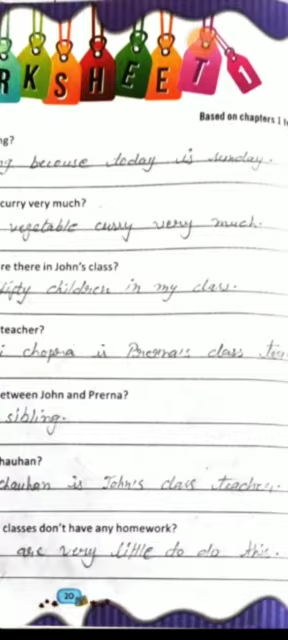 RKSHEET 1
Based on chapters 1 t
ng?
ng because today is sunday.
curry very much?
vegetable curry very much.
re there in John's class?
fifty children in my class.
teacher?
i chopra is Prerna's class tea
etween John and Prerna?
sibling.
hauhan?
chauhan is John's class teacher.
classes don't have any homework?
are very little do do this.
20